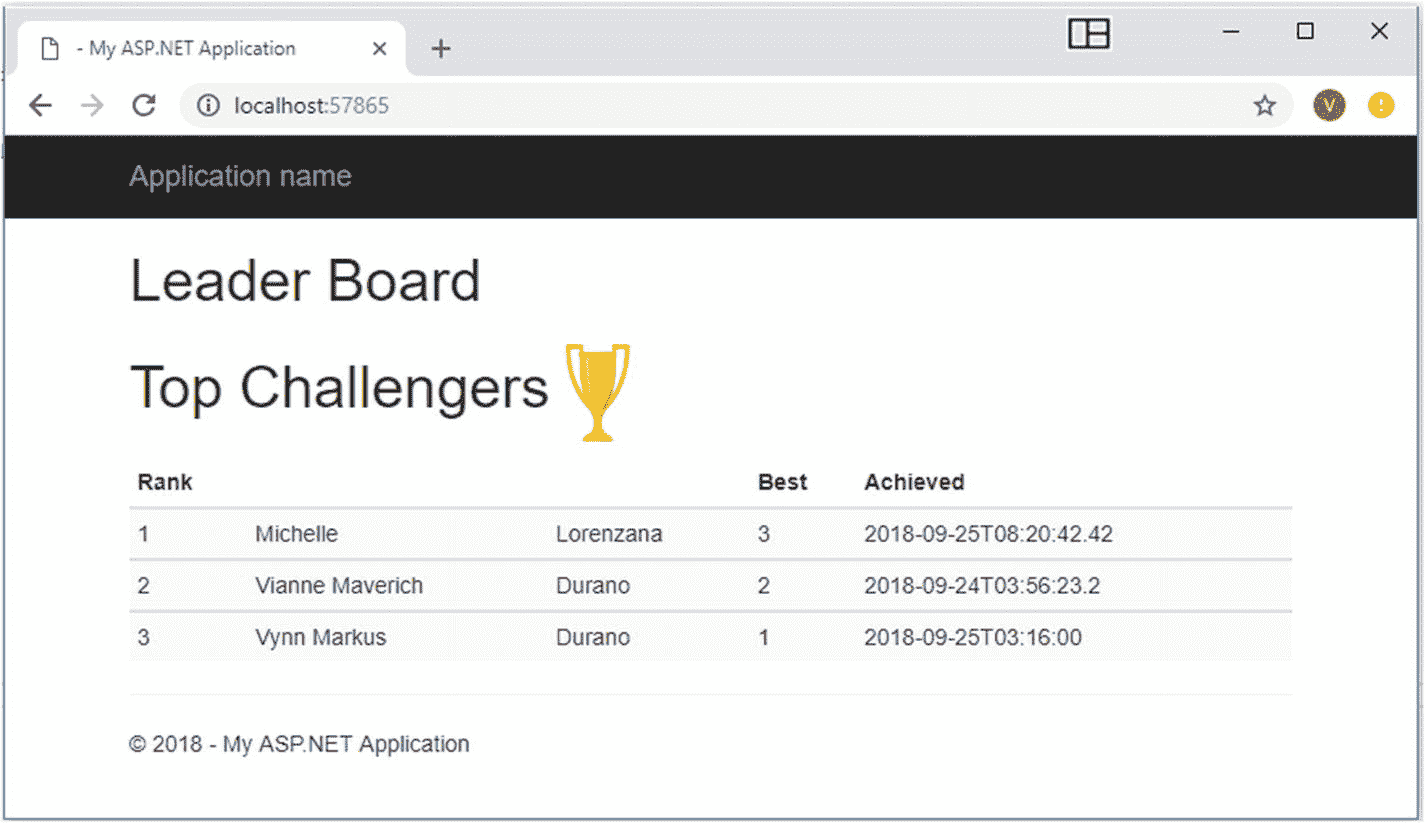 - My ASP.NET Application
localhost:57865
V
!
Application name
Leader Board
Top Challengers
Rank Best Achieved
1 Michelle Lorenzana 3 2018-09-25T08:20:42.42
2 Vianne Maverich Durano 2 2018-09-24T03:56:23.2
3 Vynn Markus Durano 1 2018-09-25T03:16:00
© 2018 - My ASP.NET Application